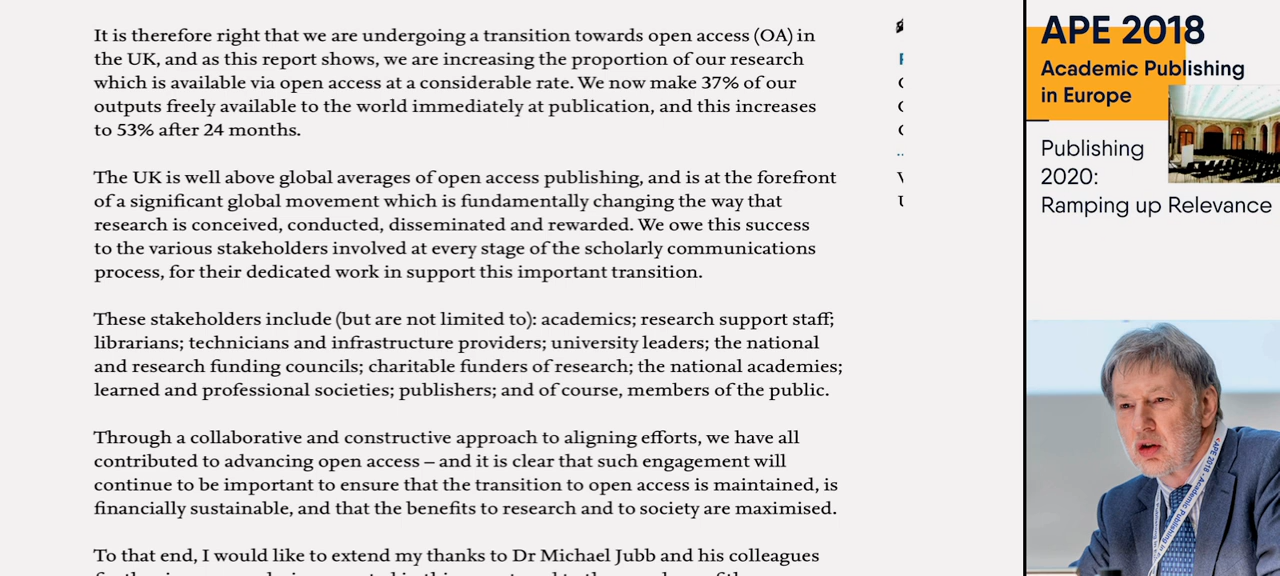 It is therefore right that we are undergoing a transition towards open access (OA) in
the UK, and as this report shows, we are increasing the proportion of our research
which is available via open access at a considerable rate. We now make 37% of our
outputs freely available to the world immediately at publication, and this increases
to 53% after 24 months.
The UK is well above global averages of open access publishing, and is at the forefront
of a significant global movement which is fundamentally changing the way that
research is conceived, conducted, disseminated and rewarded. We owe this success
to the various stakeholders involved at every stage of the scholarly communications
process, for their dedicated work in support this important transition.
These stakeholders include (but are not limited to): academics; research support staff;
librarians; technicians and infrastructure providers; university leaders; the national
and research funding councils; charitable funders of research; the national academies;
learned and professional societies; publishers; and of course, members of the public.
Through a collaborative and constructive approach to aligning efforts, we have all
contributed to advancing open access – and it is clear that such engagement will
continue to be important to ensure that the transition to open access is maintained, is
financially sustainable, and that the benefits to research and to society are maximised.
To that end, I would like to extend my thanks to Dr Michael Jubb and his colleagues
APE 2018
Academic Publishing
in Europe
Publishing
2020:
Ramping up Relevance
APE 2018 - Academic Publishing in